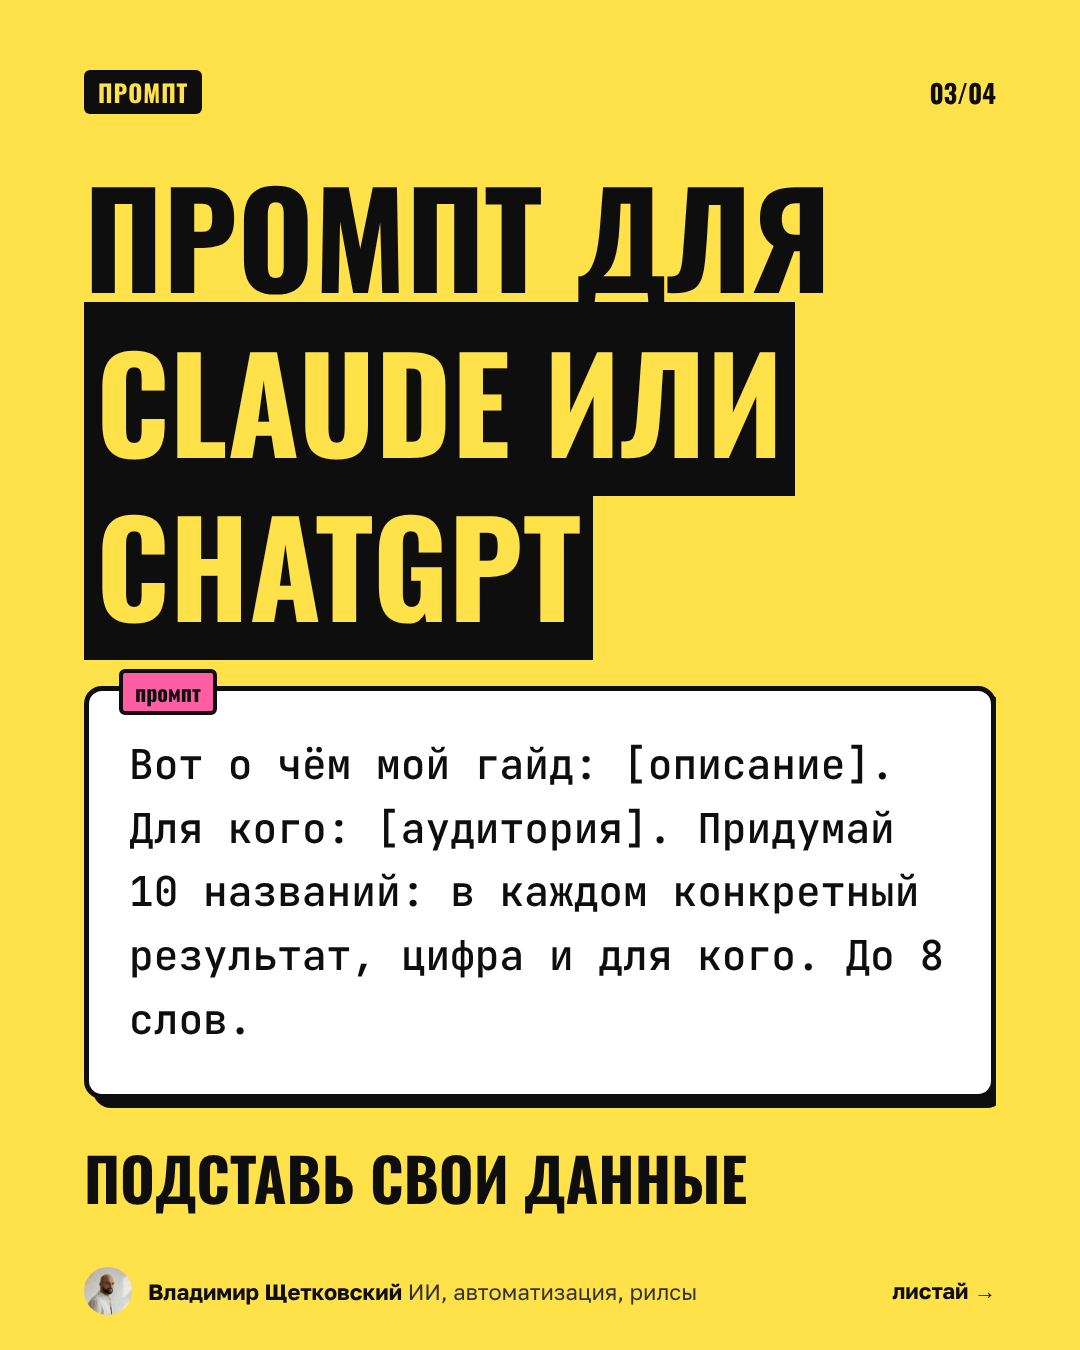 ПРОМПТ
03/04
ПРОМПТ ДЛЯ
CLAUDE ИЛИ
CHATGPT
промпт
Вот о чём мой гайд: [описание].
Для кого: [аудитория]. Придумай
10 названий: в каждом конкретный
результат, цифра и для кого. До 8
слов.
ПОДСТАВЬ СВОИ ДАННЫЕ
Владимир Щетковский ИИ, автоматизация, рилсы
листай →